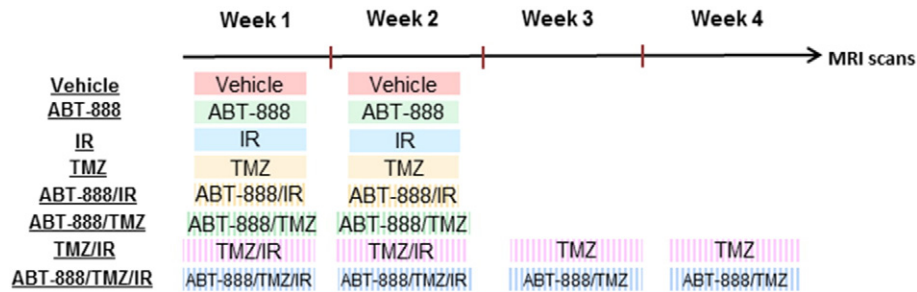 Week 1 Week 2 Week 3 Week 4
MRI scans
Vehicle Vehicle Vehicle
ABT-888 ABT-888 ABT-888
IR IR IR
TMZ TMZ TMZ
ABT-888/IR ABT-888/IR ABT-888/IR
ABT-888/TMZ ABT-888/TMZ ABT-888/TMZ
TMZ/IR TMZ/IR TMZ/IR TMZ TMZ
ABT-888/TMZ/IR ABT-888/TMZ/IR ABT-888/TMZ/IR ABT-888/TMZ ABT-888/TMZ